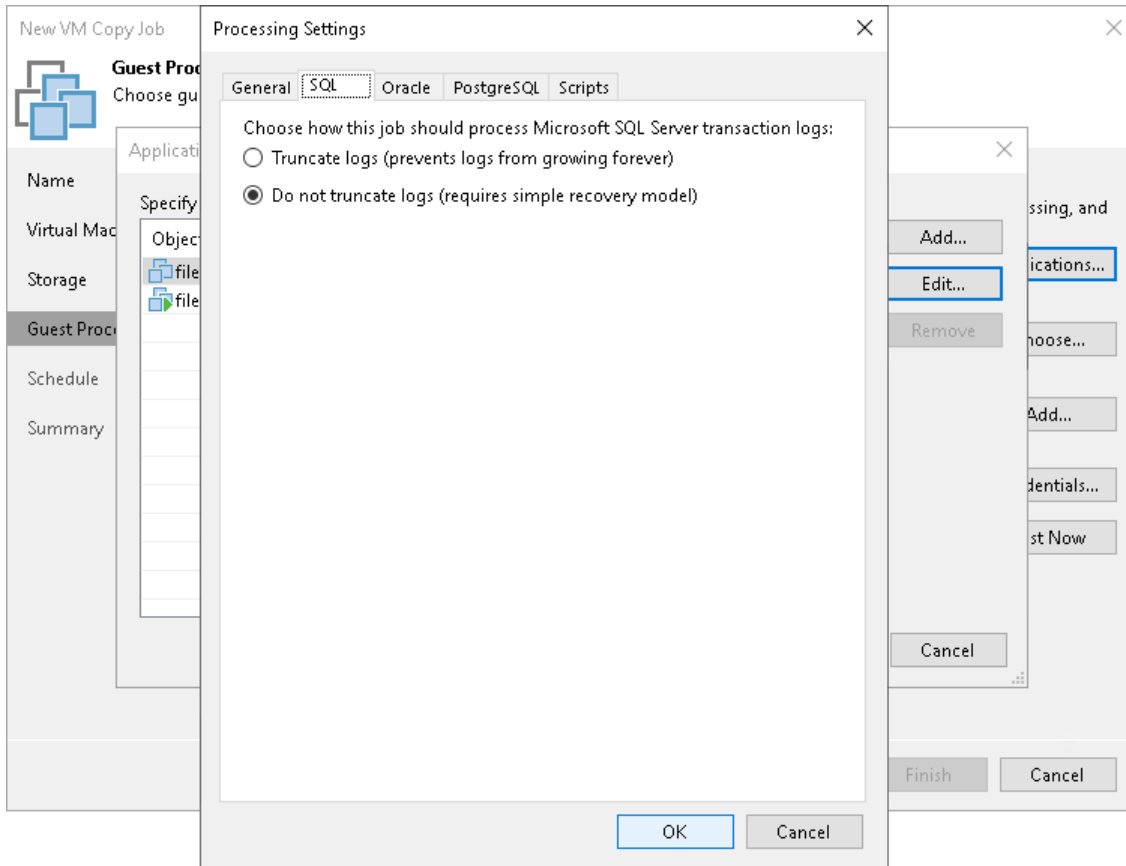 New VM Copy Job
Guest Proc
Choose gu
Name
Virtual Mac
Storage
Guest Proc
Schedule
Summary
Applicati
Specify
Objec
file
file
Processing Settings
General SQL Oracle PostgreSQL Scripts
Choose how this job should process Microsoft SQL Server transaction logs:
Truncate logs (prevents logs from growing forever)
Do not truncate logs (requires simple recovery model)
OK Cancel
Add...
Edit...
Remove
Cancel
ssing, and
ications...
hoose...
Add...
dentials...
st Now
Finish Cancel